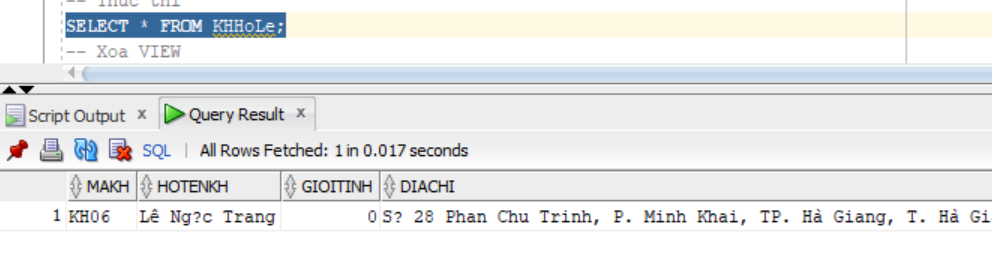 -- Thuc thi
SELECT * FROM KHHoLe;
-- Xoa VIEW
Script Output x Query Result x
SQL | All Rows Fetched: 1 in 0.017 seconds
MAKH HOTENKH GIOITINH DIACHI
1 KH06 Lê Ng?c Trang 0 S? 28 Phan Chu Trinh, P. Minh Khai, TP. Hà Giang, T. Hà Gi